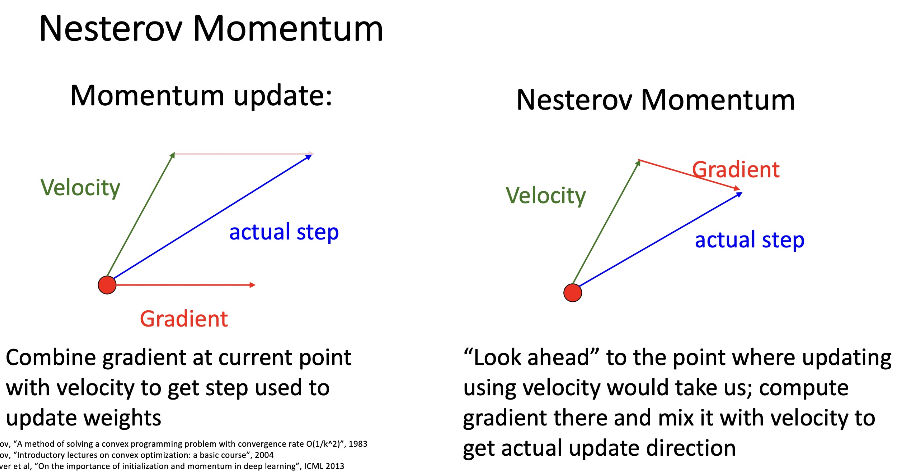 Nesterov Momentum
Momentum update:
Velocity
actual step
Gradient
Combine gradient at current point
with velocity to get step used to
update weights
Nesterov Momentum
Gradient
Velocity
actual step
“Look ahead” to the point where updating
using velocity would take us; compute
gradient there and mix it with velocity to
get actual update direction
ov, “A method of solving a convex programming problem with convergence rate O(1/k^2)”, 1983
ov, “Introductory lectures on convex optimization: a basic course”, 2004
ver et al, “On the importance of initialization and momentum in deep learning”, ICML 2013